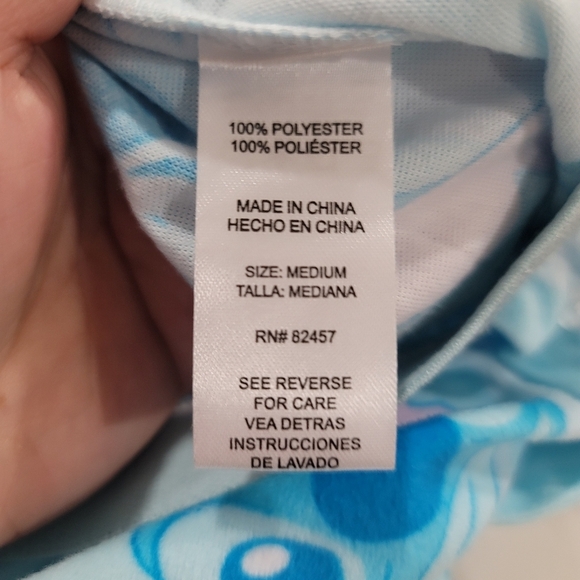 100% POLYESTER
100% POLIÉSTER
MADE IN CHINA
HECHO EN CHINA
SIZE: MEDIUM
TALLA: MEDIANA
RN# 82457
SEE REVERSE
FOR CARE
VEA DETRAS
INSTRUCCIONES
DE LAVADO